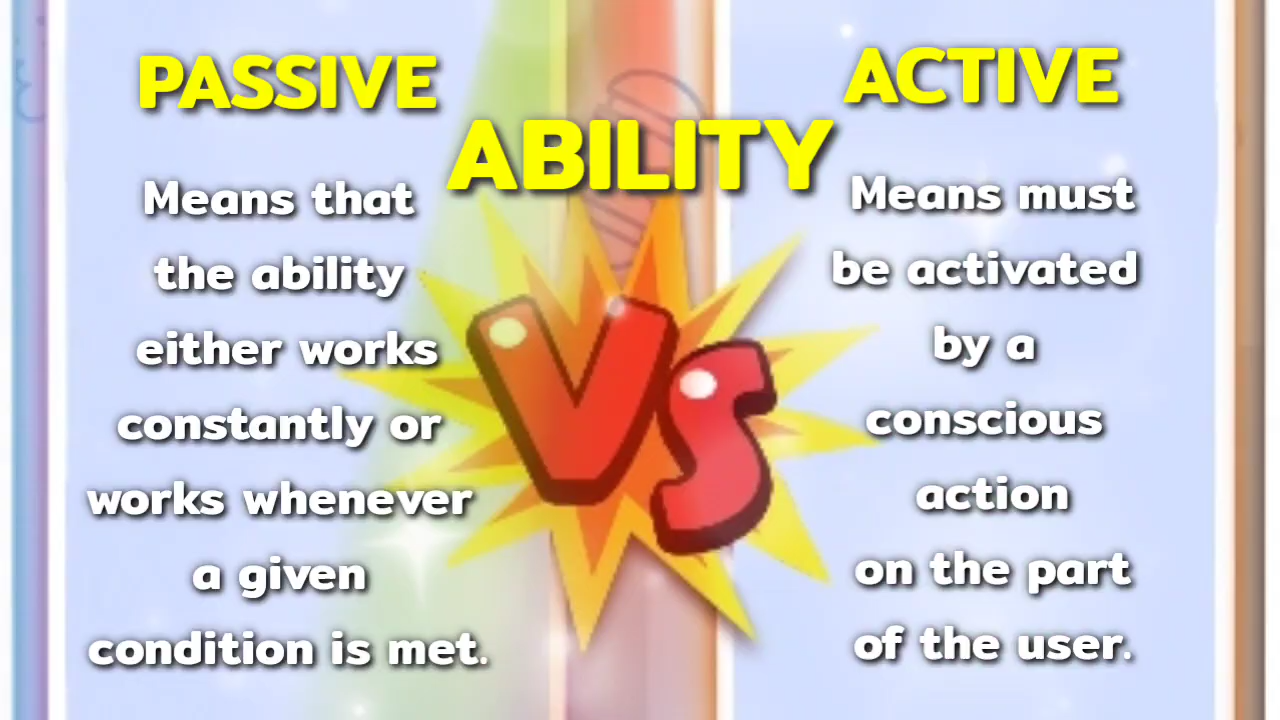 PASSIVE
ACTIVE
ABILITY
Means that
the ability
either works
constantly or
works whenever
a given
condition is met.
VS
Means must
be activated
by a
conscious
action
on the part
of the user.